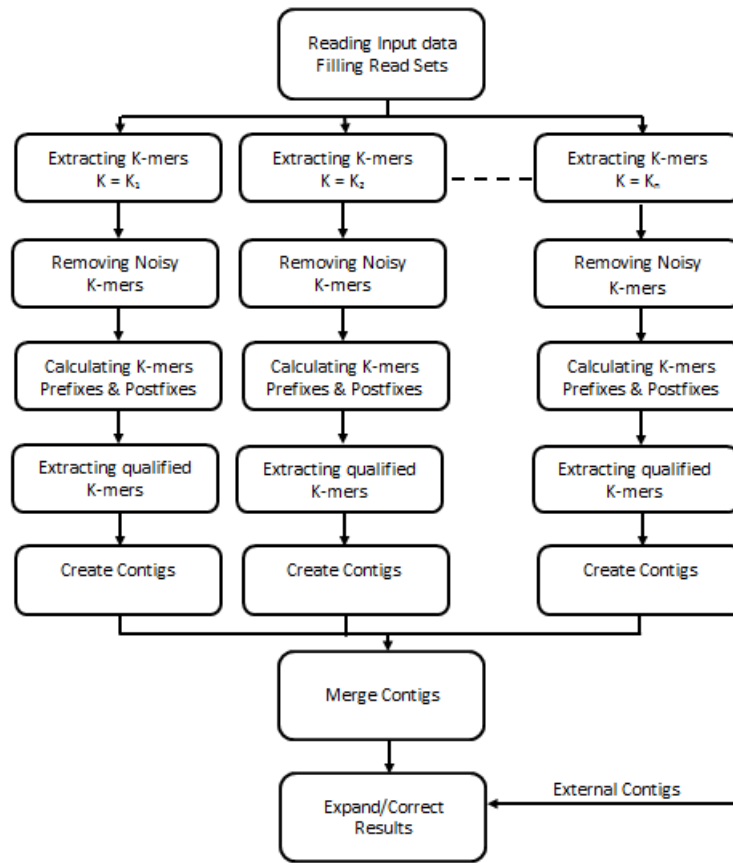 Reading Input data
Filling Read Sets
Extracting K-mers
K = K₁
Extracting K-mers
K = K₂
Extracting K-mers
K = Kₙ
Removing Noisy
K-mers
Removing Noisy
K-mers
Removing Noisy
K-mers
Calculating K-mers
Prefixes & Postfixes
Calculating K-mers
Prefixes & Postfixes
Calculating K-mers
Prefixes & Postfixes
Extracting qualified
K-mers
Extracting qualified
K-mers
Extracting qualified
K-mers
Create Contigs
Create Contigs
Create Contigs
Merge Contigs
External Contigs
Expand/Correct
Results